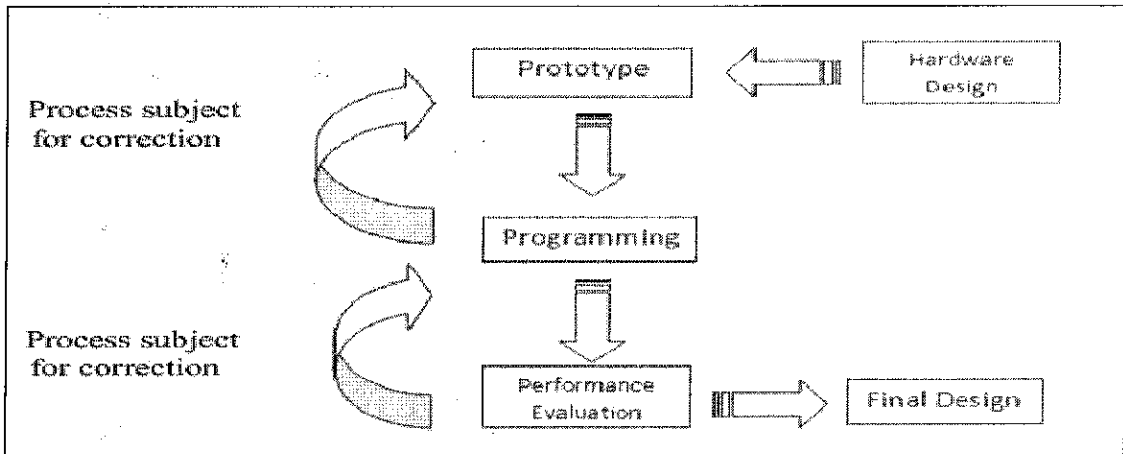 Prototype
Hardware
Design
Process subject
for correction
Programming
Process subject
for correction
Performance
Evaluation
Final Design